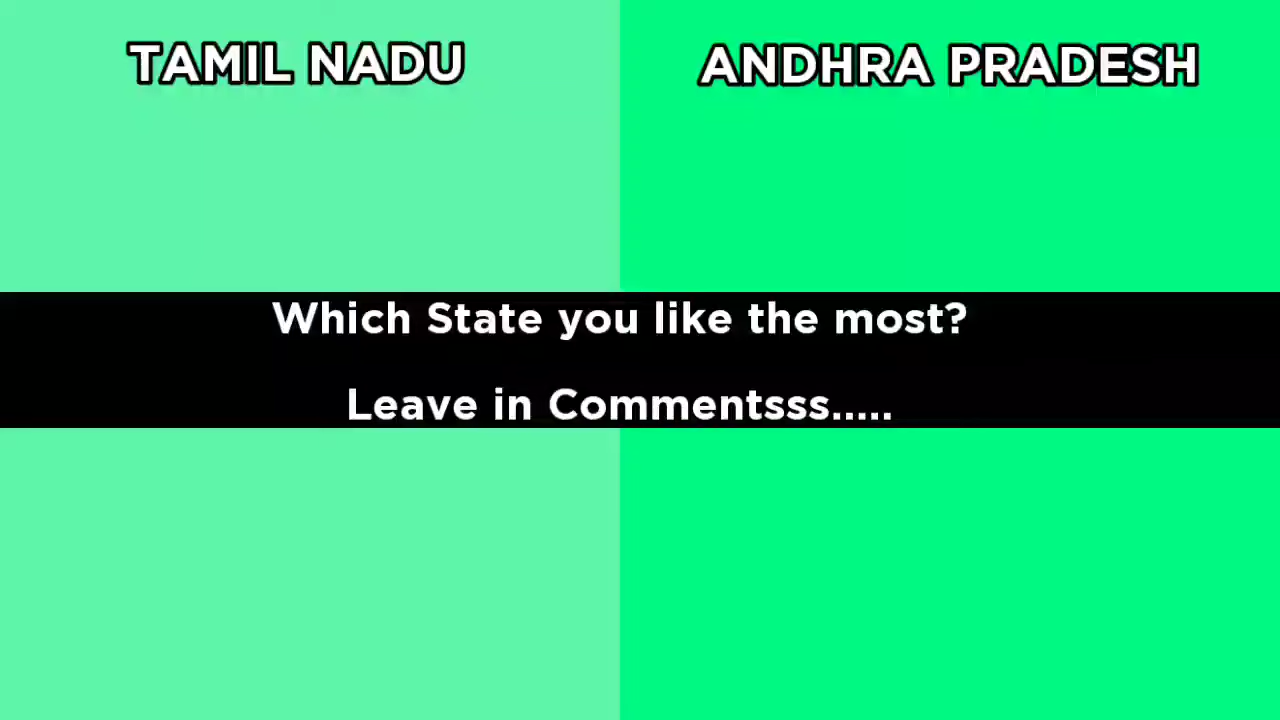 TAMIL NADU
ANDHRA PRADESH
Which State you like the most?
Leave in Commentsss.....